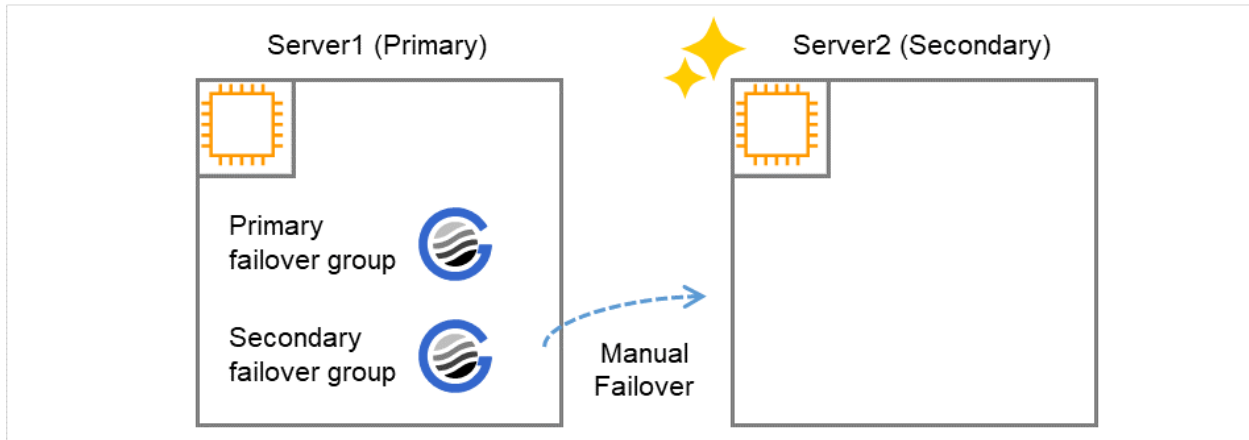 Server1 (Primary)
Server2 (Secondary)
Primary
failover group
Secondary
failover group
Manual
Failover